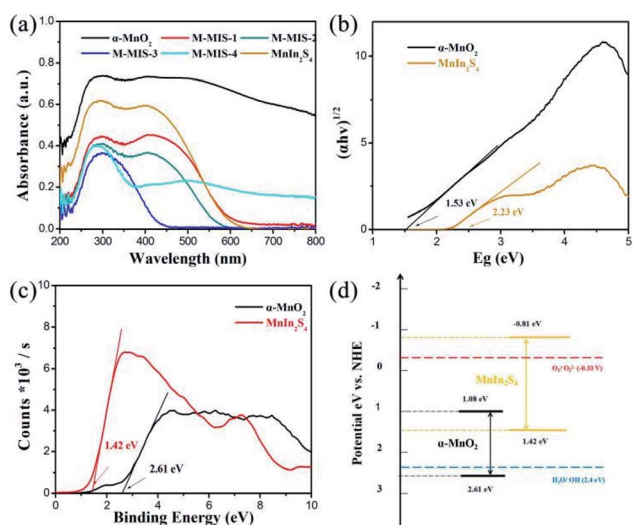 (a)
α-MnO₂ M-MIS-1 M-MIS-2
M-MIS-3 M-MIS-4 MnIn₂S₄
Absorbance (a.u.)
1.0
0.8
0.6
0.4
0.2
0.0
200 300 400 500 600 700 800
Wavelength (nm)
(b)
α-MnO₂
MnIn₂S₄
(αhv)¹/²
10
5
0
1.53 eV
2.23 eV
1 2 3 4 5
Eg (eV)
(c)
α-MnO₂
MnIn₂S₄
Counts *10³ / s
10
8
6
4
2
0
1.42 eV
2.61 eV
0 2 4 6 8 10
Binding Energy (eV)
(d)
Potential eV vs. NHE
-2
-1
0
1
2
3
-0.81 eV
O₂/ O₂²⁻ (-0.33 V)
MnIn₂S₄
1.08 eV
1.42 eV
α-MnO₂
H₂O/ OH (2.4 eV)
2.61 eV